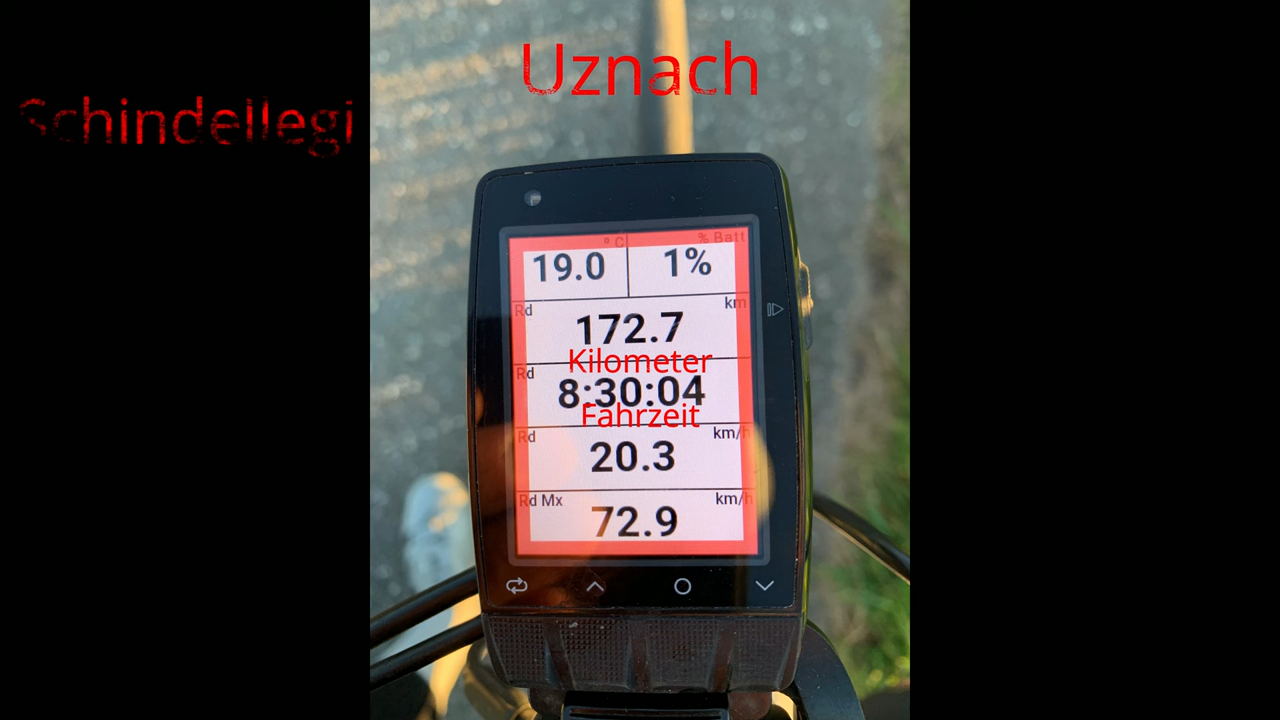 Uznach
Schindellegi
° C % Batt
19.0 1%
Rd km
172.7
Kilometer
Rd
8:30:04
Fahrzeit
Rd km/h
20.3
Rd Mx km/h
72.9